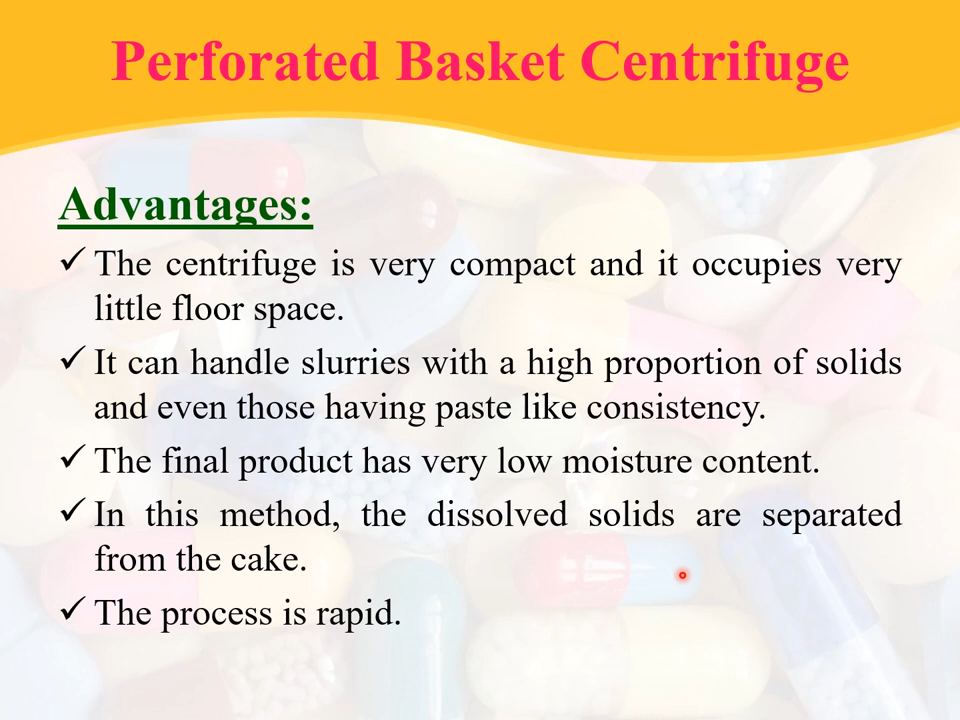 Perforated Basket Centrifuge
Advantages:
✓ The centrifuge is very compact and it occupies very
little floor space.
✓ It can handle slurries with a high proportion of solids
and even those having paste like consistency.
✓ The final product has very low moisture content.
✓ In this method, the dissolved solids are separated
from the cake.
✓ The process is rapid.